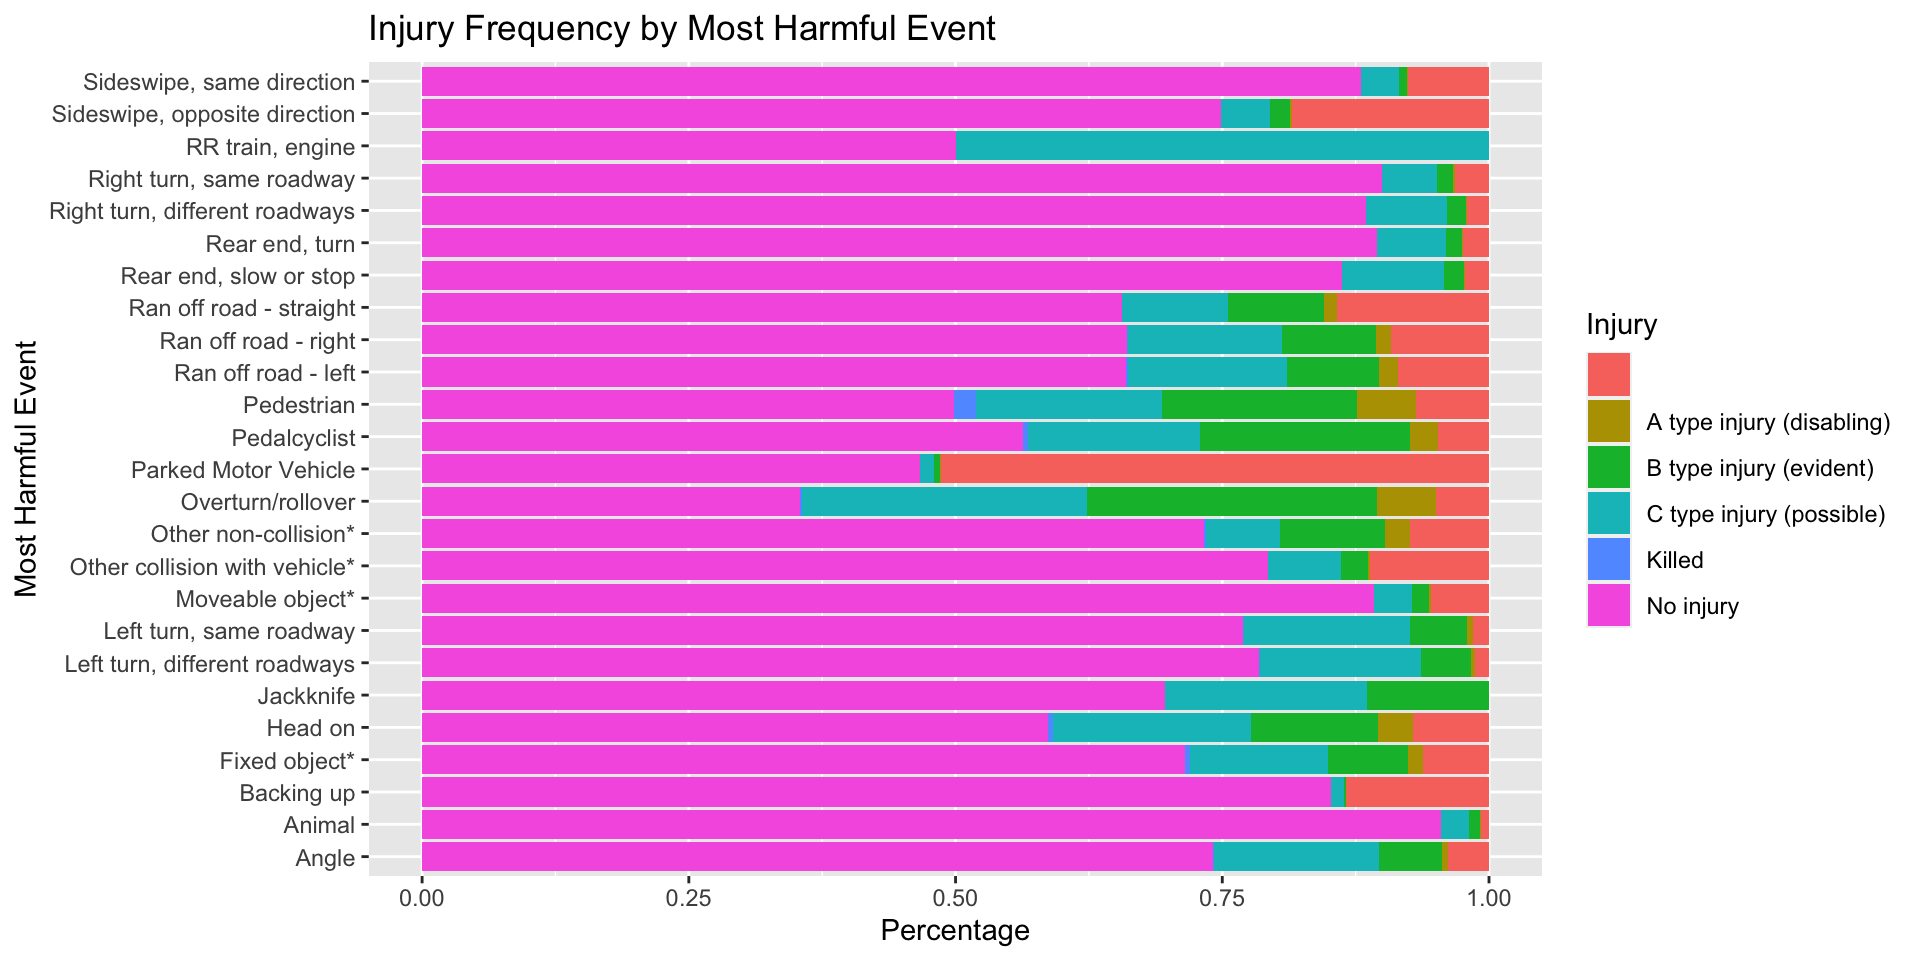 Injury Frequency by Most Harmful Event
Most Harmful Event
Sideswipe, same direction
Sideswipe, opposite direction
RR train, engine
Right turn, same roadway
Right turn, different roadways
Rear end, turn
Rear end, slow or stop
Ran off road - straight
Ran off road - right
Ran off road - left
Pedestrian
Pedalcyclist
Parked Motor Vehicle
Overturn/rollover
Other non-collision*
Other collision with vehicle*
Moveable object*
Left turn, same roadway
Left turn, different roadways
Jackknife
Head on
Fixed object*
Backing up
Animal
Angle
0.00 0.25 0.50 0.75 1.00
Percentage
Injury
A type injury (disabling)
B type injury (evident)
C type injury (possible)
Killed
No injury